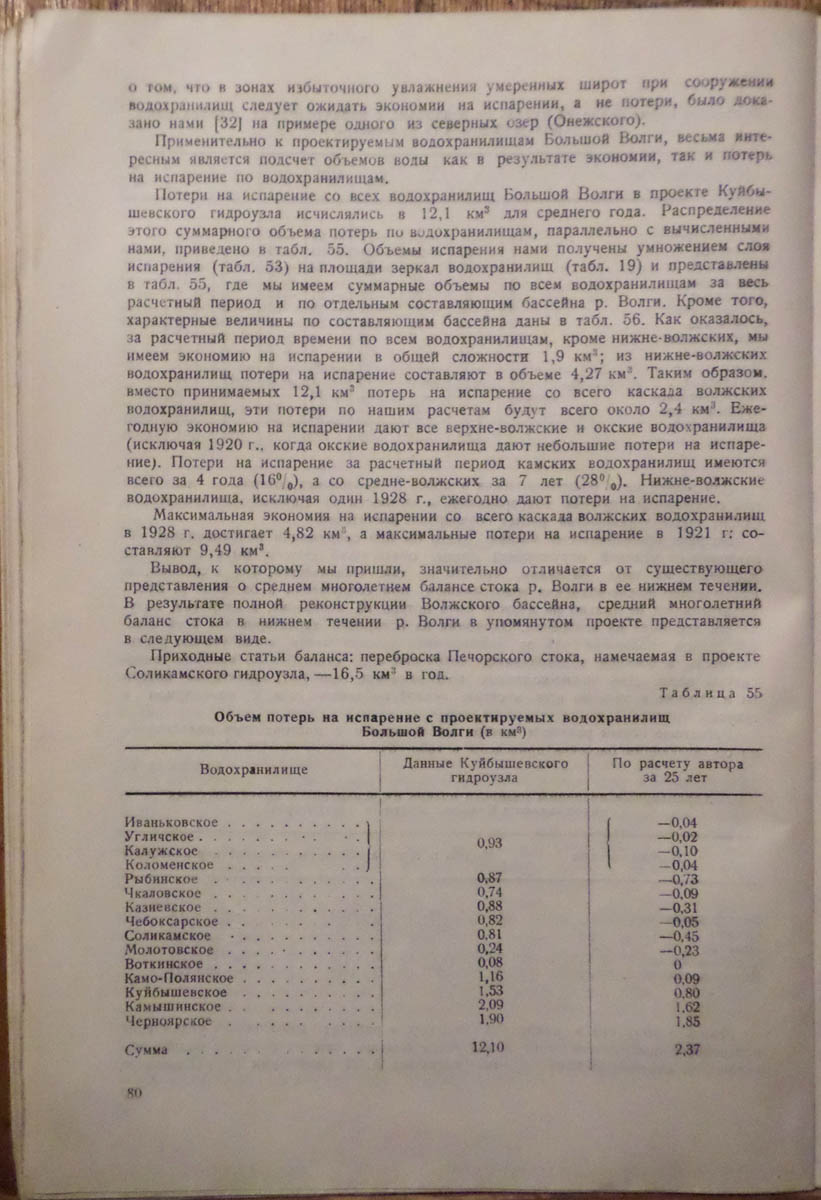 о том, что в зонах избыточного увлажнения умеренных широт при сооружении
водохранилищ следует ожидать экономии на испарении, а не потери, было дока-
зано нами [32] на примере одного из северных озер (Онежского).
Применительно к проектируемым водохранилищам Большой Волги, весьма инте-
ресным является подсчет объемов воды как в результате экономии, так и потерь
на испарение по водохранилищам.
Потери на испарение со всех водохранилищ Большой Волги в проекте Куйбы-
шевского гидроузла исчислялись в 12,1 км³ для среднего года. Распределение
этого суммарного объема потерь по водохранилищам, параллельно с вычисленными
нами, приведено в табл. 55. Объемы испарения нами получены умножением слоя
испарения (табл. 53) на площади зеркал водохранилищ (табл. 19) и представлены
в табл. 55, где мы имеем суммарные объемы по всем водохранилищам за весь
расчетный период и по отдельным составляющим бассейна р. Волги. Кроме того,
характерные величины по составляющим бассейна даны в табл. 56. Как оказалось,
за расчетный период времени по всем водохранилищам, кроме нижне-волжских, мы
имеем экономию на испарении в общей сложности 1,9 км³; из нижне-волжских
водохранилищ потери на испарение составляют в объеме 4,27 км³. Таким образом,
вместо принимаемых 12,1 км³ потерь на испарение со всего каскада волжских
водохранилищ, эти потери по нашим расчетам будут всего около 2,4 км³. Еже-
годную экономию на испарении дают все верхне-волжские и окские водохранилища
(исключая 1920 г., когда окские водохранилища дают небольшие потери на испаре-
ние). Потери на испарение за расчетный период камских водохранилищ имеются
всего за 4 года (16%), а со средне-волжских за 7 лет (28%). Нижне-волжские
водохранилища, исключая один 1928 г., ежегодно дают потери на испарение.
Максимальная экономия на испарении со всего каскада волжских водохранилищ
в 1928 г. достигает 4,82 км³, а максимальные потери на испарение в 1921 г. со-
ставляют 9,49 км³.
Вывод, к которому мы пришли, значительно отличается от существующего
представления о среднем многолетнем балансе стока р. Волги в ее нижнем течении.
В результате полной реконструкции Волжского бассейна, средний многолетний
баланс стока в нижнем течении р. Волги в упомянутом проекте представляется
в следующем виде.
Приходные статьи баланса: переброска Печорского стока, намечаемая в проекте
Соликамского гидроузла, — 16,5 км³ в год.
Таблица 55
Объем потерь на испарение с проектируемых водохранилищ
Большой Волги (в км³)
Водохранилище Данные Куйбышевского гидроузла По расчету автора за 25 лет
Иваньковское . . . . . . . . . . —0,04
Угличское . . . . . . . . . . —0,02
0,93
Калужское . . . . . . . . . . —0,10
Коломенское . . . . . . . . . . —0,04
Рыбинское . . . . . . . . . . 0,87 —0,73
Чкаловское . . . . . . . . . . 0,74 —0,09
Казневское . . . . . . . . . . 0,88 —0,31
Чебоксарское . . . . . . . . . . 0,82 —0,05
Соликамское . . . . . . . . . . 0,81 —0,45
Молотовское . . . . . . . . . . 0,24 —0,23
Воткинское . . . . . . . . . . 0,08 0
Камо-Полянское . . . . . . . . . . 1,16 0,09
Куйбышевское . . . . . . . . . . 1,53 0,80
Камышинское . . . . . . . . . . 2,09 1,62
Черноярское . . . . . . . . . . 1,90 1,85
Сумма . . . . . . . . . . 12,10 2,37
80